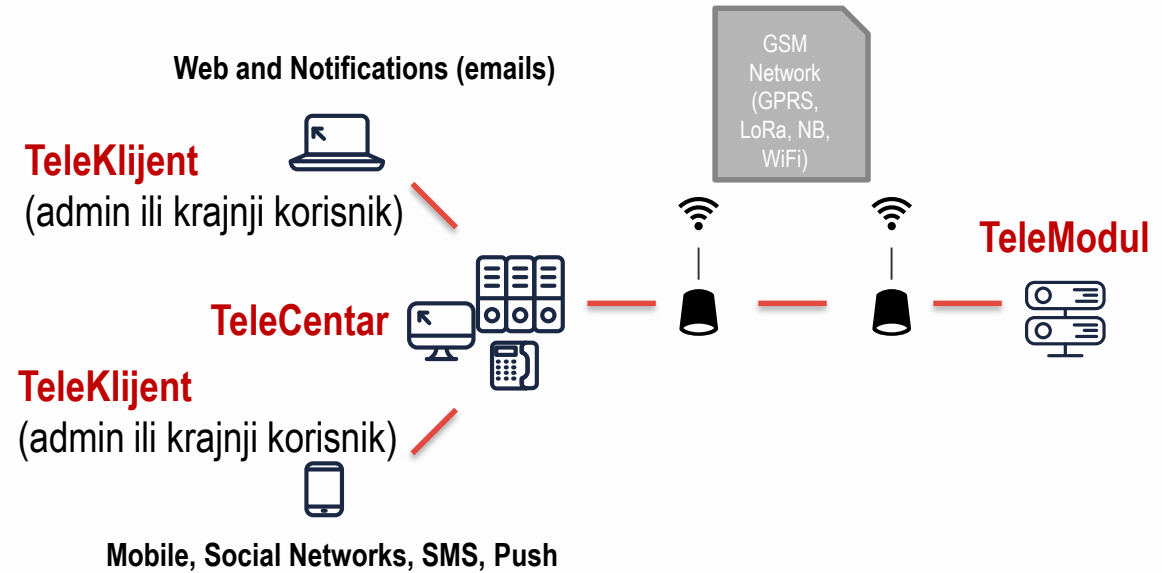 Web and Notifications (emails)
TeleKlijent
(admin ili krajnji korisnik)
TeleCentar
TeleKlijent
(admin ili krajnji korisnik)
Mobile, Social Networks, SMS, Push
GSM
Network
(GPRS,
LoRa, NB,
WiFi)
TeleModul